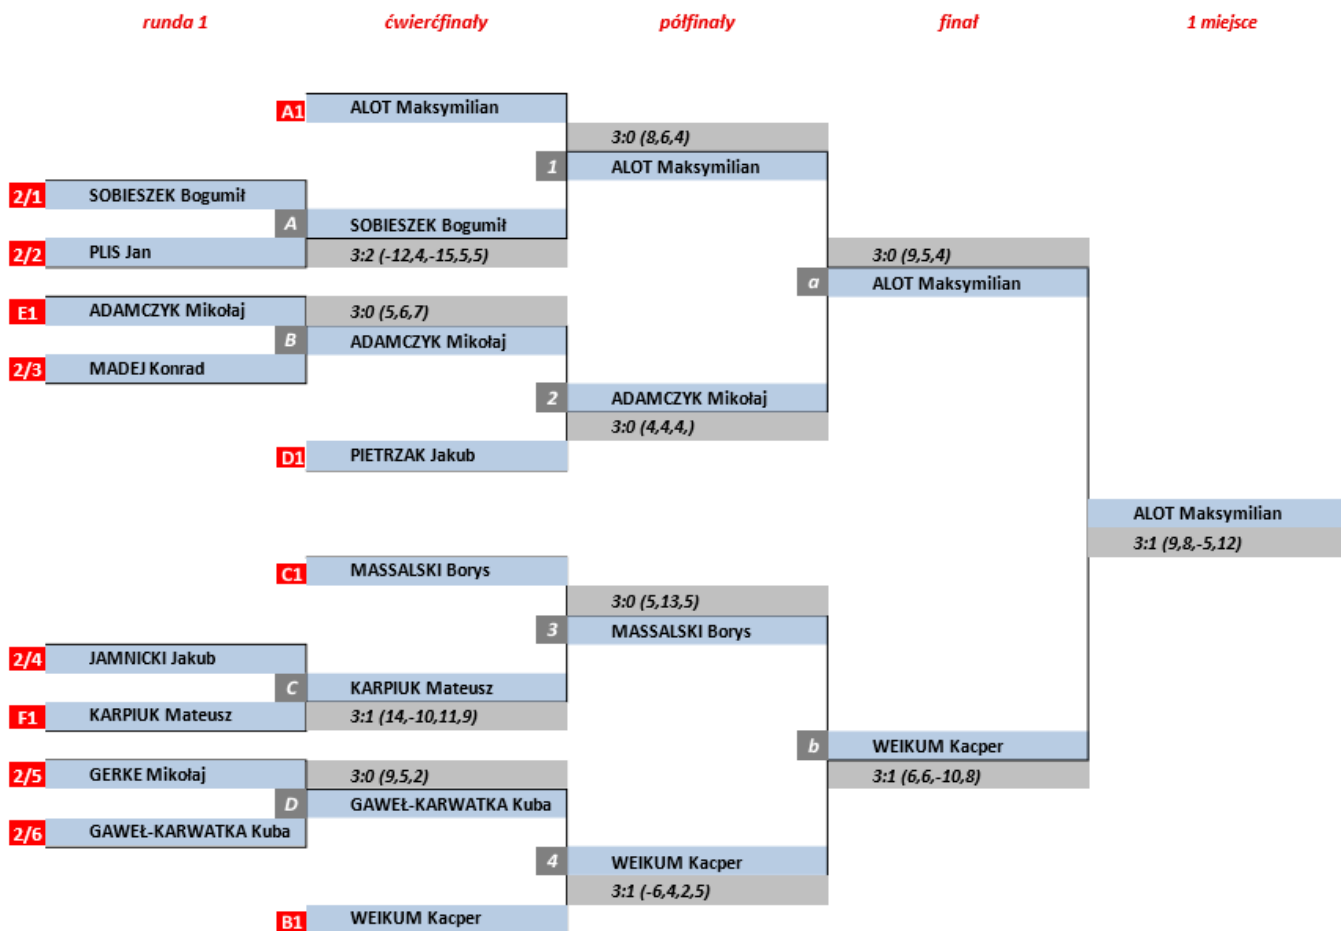 runda 1
ćwierćfinały
półfinały
finał
1 miejsce
A1
ALOT Maksymilian
3:0 (8,6,4)
1
ALOT Maksymilian
2/1
SOBIESZEK Bogumił
A
SOBIESZEK Bogumił
2/2
PLIS Jan
3:2 (-12,4,-15,5,5)
3:0 (9,5,4)
a
ALOT Maksymilian
E1
ADAMCZYK Mikołaj
3:0 (5,6,7)
B
ADAMCZYK Mikołaj
2/3
MADEJ Konrad
2
ADAMCZYK Mikołaj
3:0 (4,4,4,)
D1
PIETRZAK Jakub
ALOT Maksymilian
3:1 (9,8,-5,12)
C1
MASSALSKI Borys
3:0 (5,13,5)
3
MASSALSKI Borys
2/4
JAMNICKI Jakub
C
KARPIUK Mateusz
F1
KARPIUK Mateusz
3:1 (14,-10,11,9)
b
WEIKUM Kacper
3:1 (6,6,-10,8)
2/5
GERKE Mikołaj
3:0 (9,5,2)
D
GAWEŁ-KARWATKA Kuba
2/6
GAWEŁ-KARWATKA Kuba
4
WEIKUM Kacper
3:1 (-6,4,2,5)
B1
WEIKUM Kacper